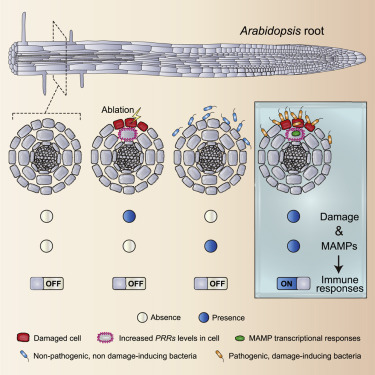 Arabidopsis root
Ablation
Damage
&
MAMPs
OFF
OFF
OFF
ON
Immune
responses
Absence
Presence
Damaged cell
Increased PRRs levels in cell
MAMP transcriptional responses
Non-pathogenic, non damage-inducing bacteria
Pathogenic, damage-inducing bacteria